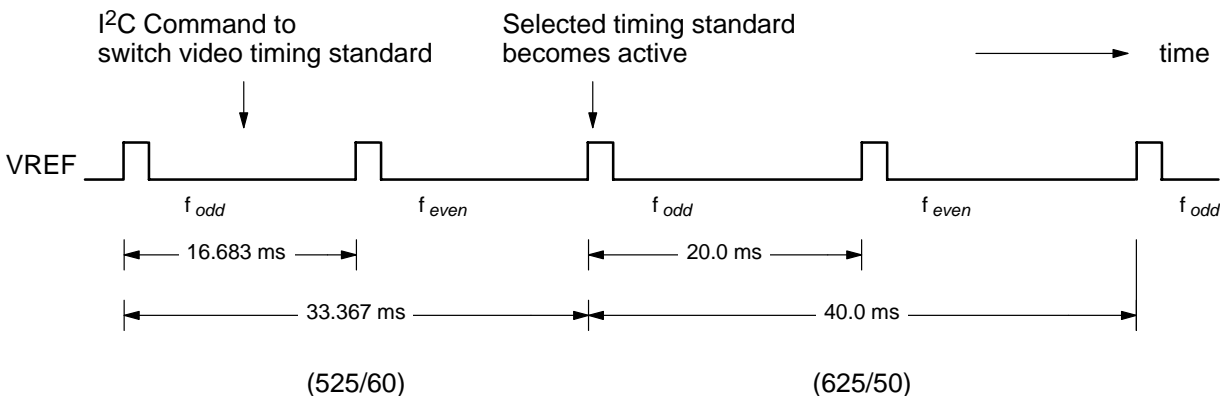 I²C Command to
switch video timing standard
Selected timing standard
becomes active
time
VREF
f odd
f even
f odd
f even
f odd
16.683 ms
20.0 ms
33.367 ms
40.0 ms
(525/60)
(625/50)